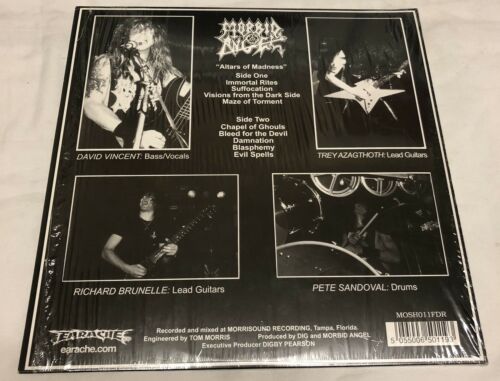 MORBID
ANGEL
"Altars of Madness"
Side One
Immortal Rites
Suffocation
Visions from the Dark Side
Maze of Torment
Side Two
Chapel of Ghouls
Bleed for the Devil
Damnation
Blasphemy
Evil Spells
DAVID VINCENT: Bass/Vocals
TREY AZAGTHOTH: Lead Guitars
RICHARD BRUNELLE: Lead Guitars
PETE SANDOVAL: Drums
EARACHE
earache.com
Recorded and mixed at MORRISOUND RECORDING, Tampa, Florida.
Engineered by TOM MORRIS Produced by DIG and MORBID ANGEL
Executive Producer DIGBY PEARSON
MOSH011FDR